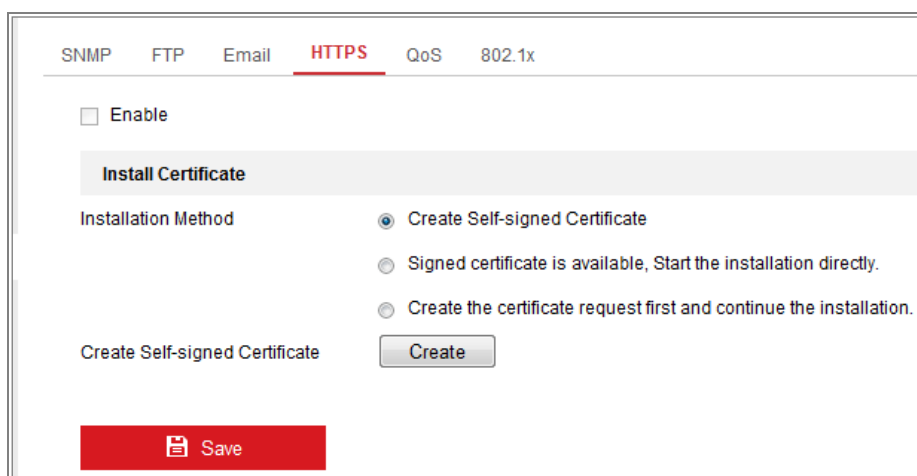 SNMP FTP Email HTTPS QoS 802.1x
Enable
Install Certificate
Installation Method
Create Self-signed Certificate
Signed certificate is available, Start the installation directly.
Create the certificate request first and continue the installation.
Create Self-signed Certificate Create
Save